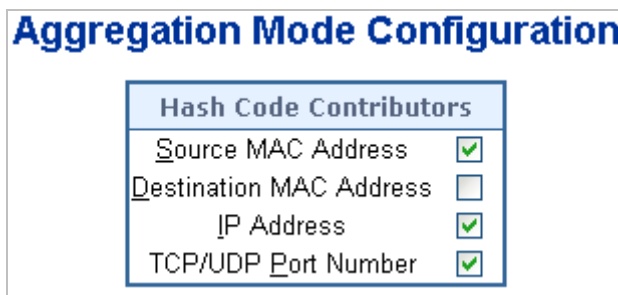 Aggregation Mode Configuration
Hash Code Contributors
Source MAC Address
Destination MAC Address
IP Address
TCP/UDP Port Number